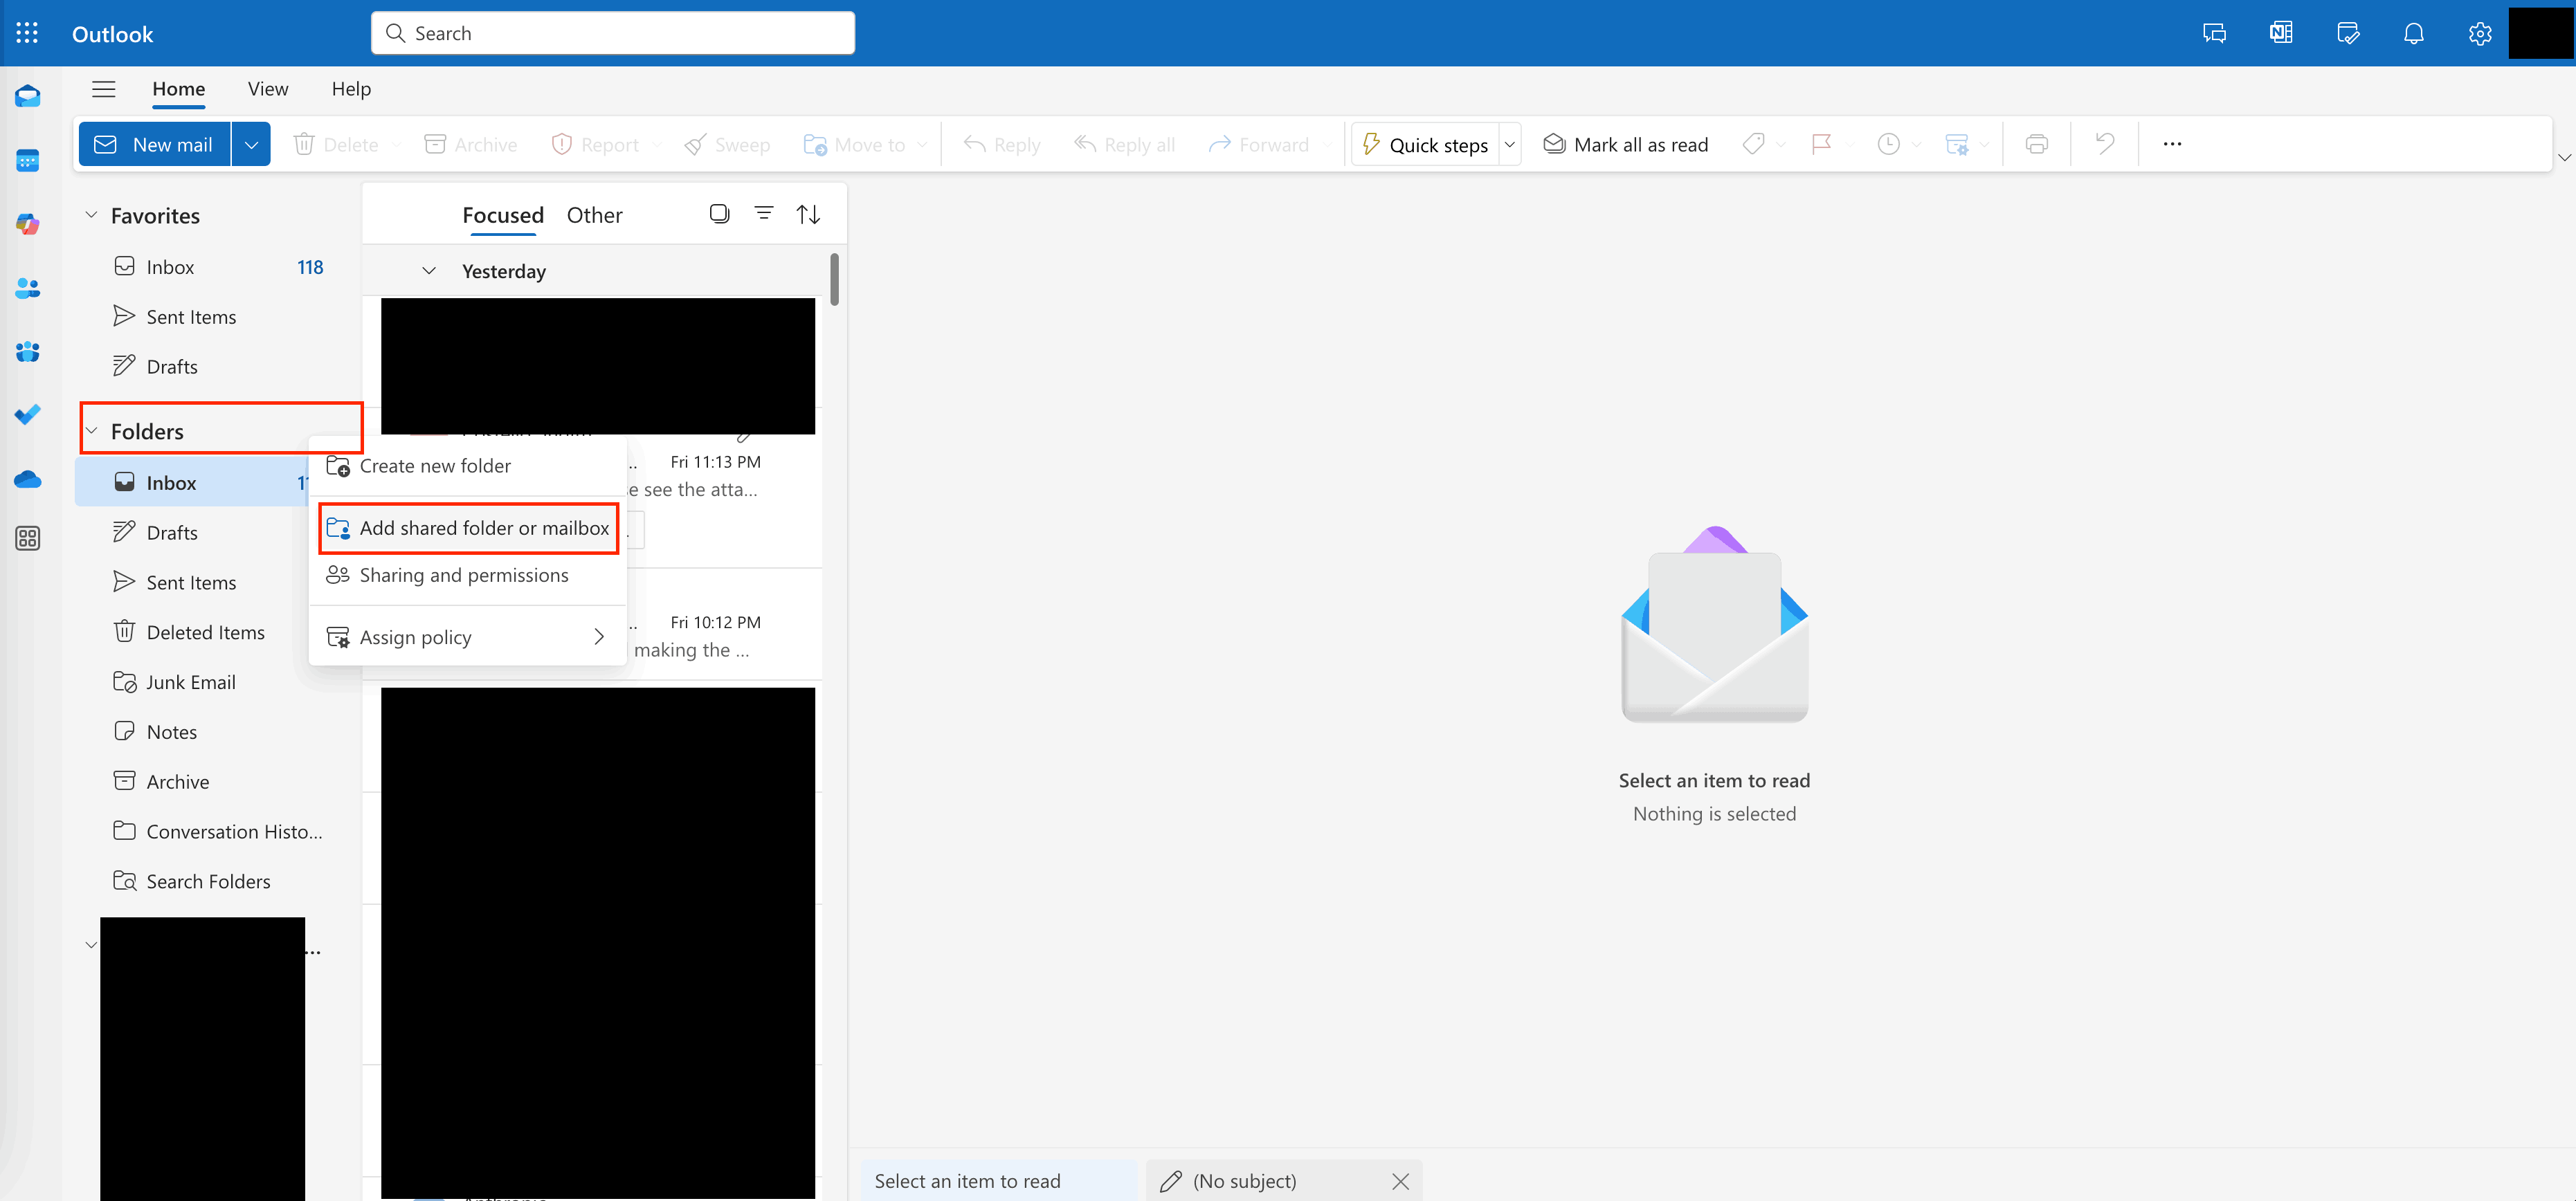 Outlook
Search
Home View Help
New mail Delete Archive Report Sweep Move to Reply Reply all Forward Quick steps Mark all as read
Favorites
Inbox 118
Sent Items
Drafts
Folders
Inbox
Drafts
Sent Items
Deleted Items
Junk Email
Notes
Archive
Conversation Histo...
Search Folders
...
Focused Other
Yesterday
.. Fri 11:13 PM
see the atta...
.. Fri 10:12 PM
making the ...
Create new folder
Add shared folder or mailbox
Sharing and permissions
Assign policy
Select an item to read
Nothing is selected
Select an item to read (No subject)